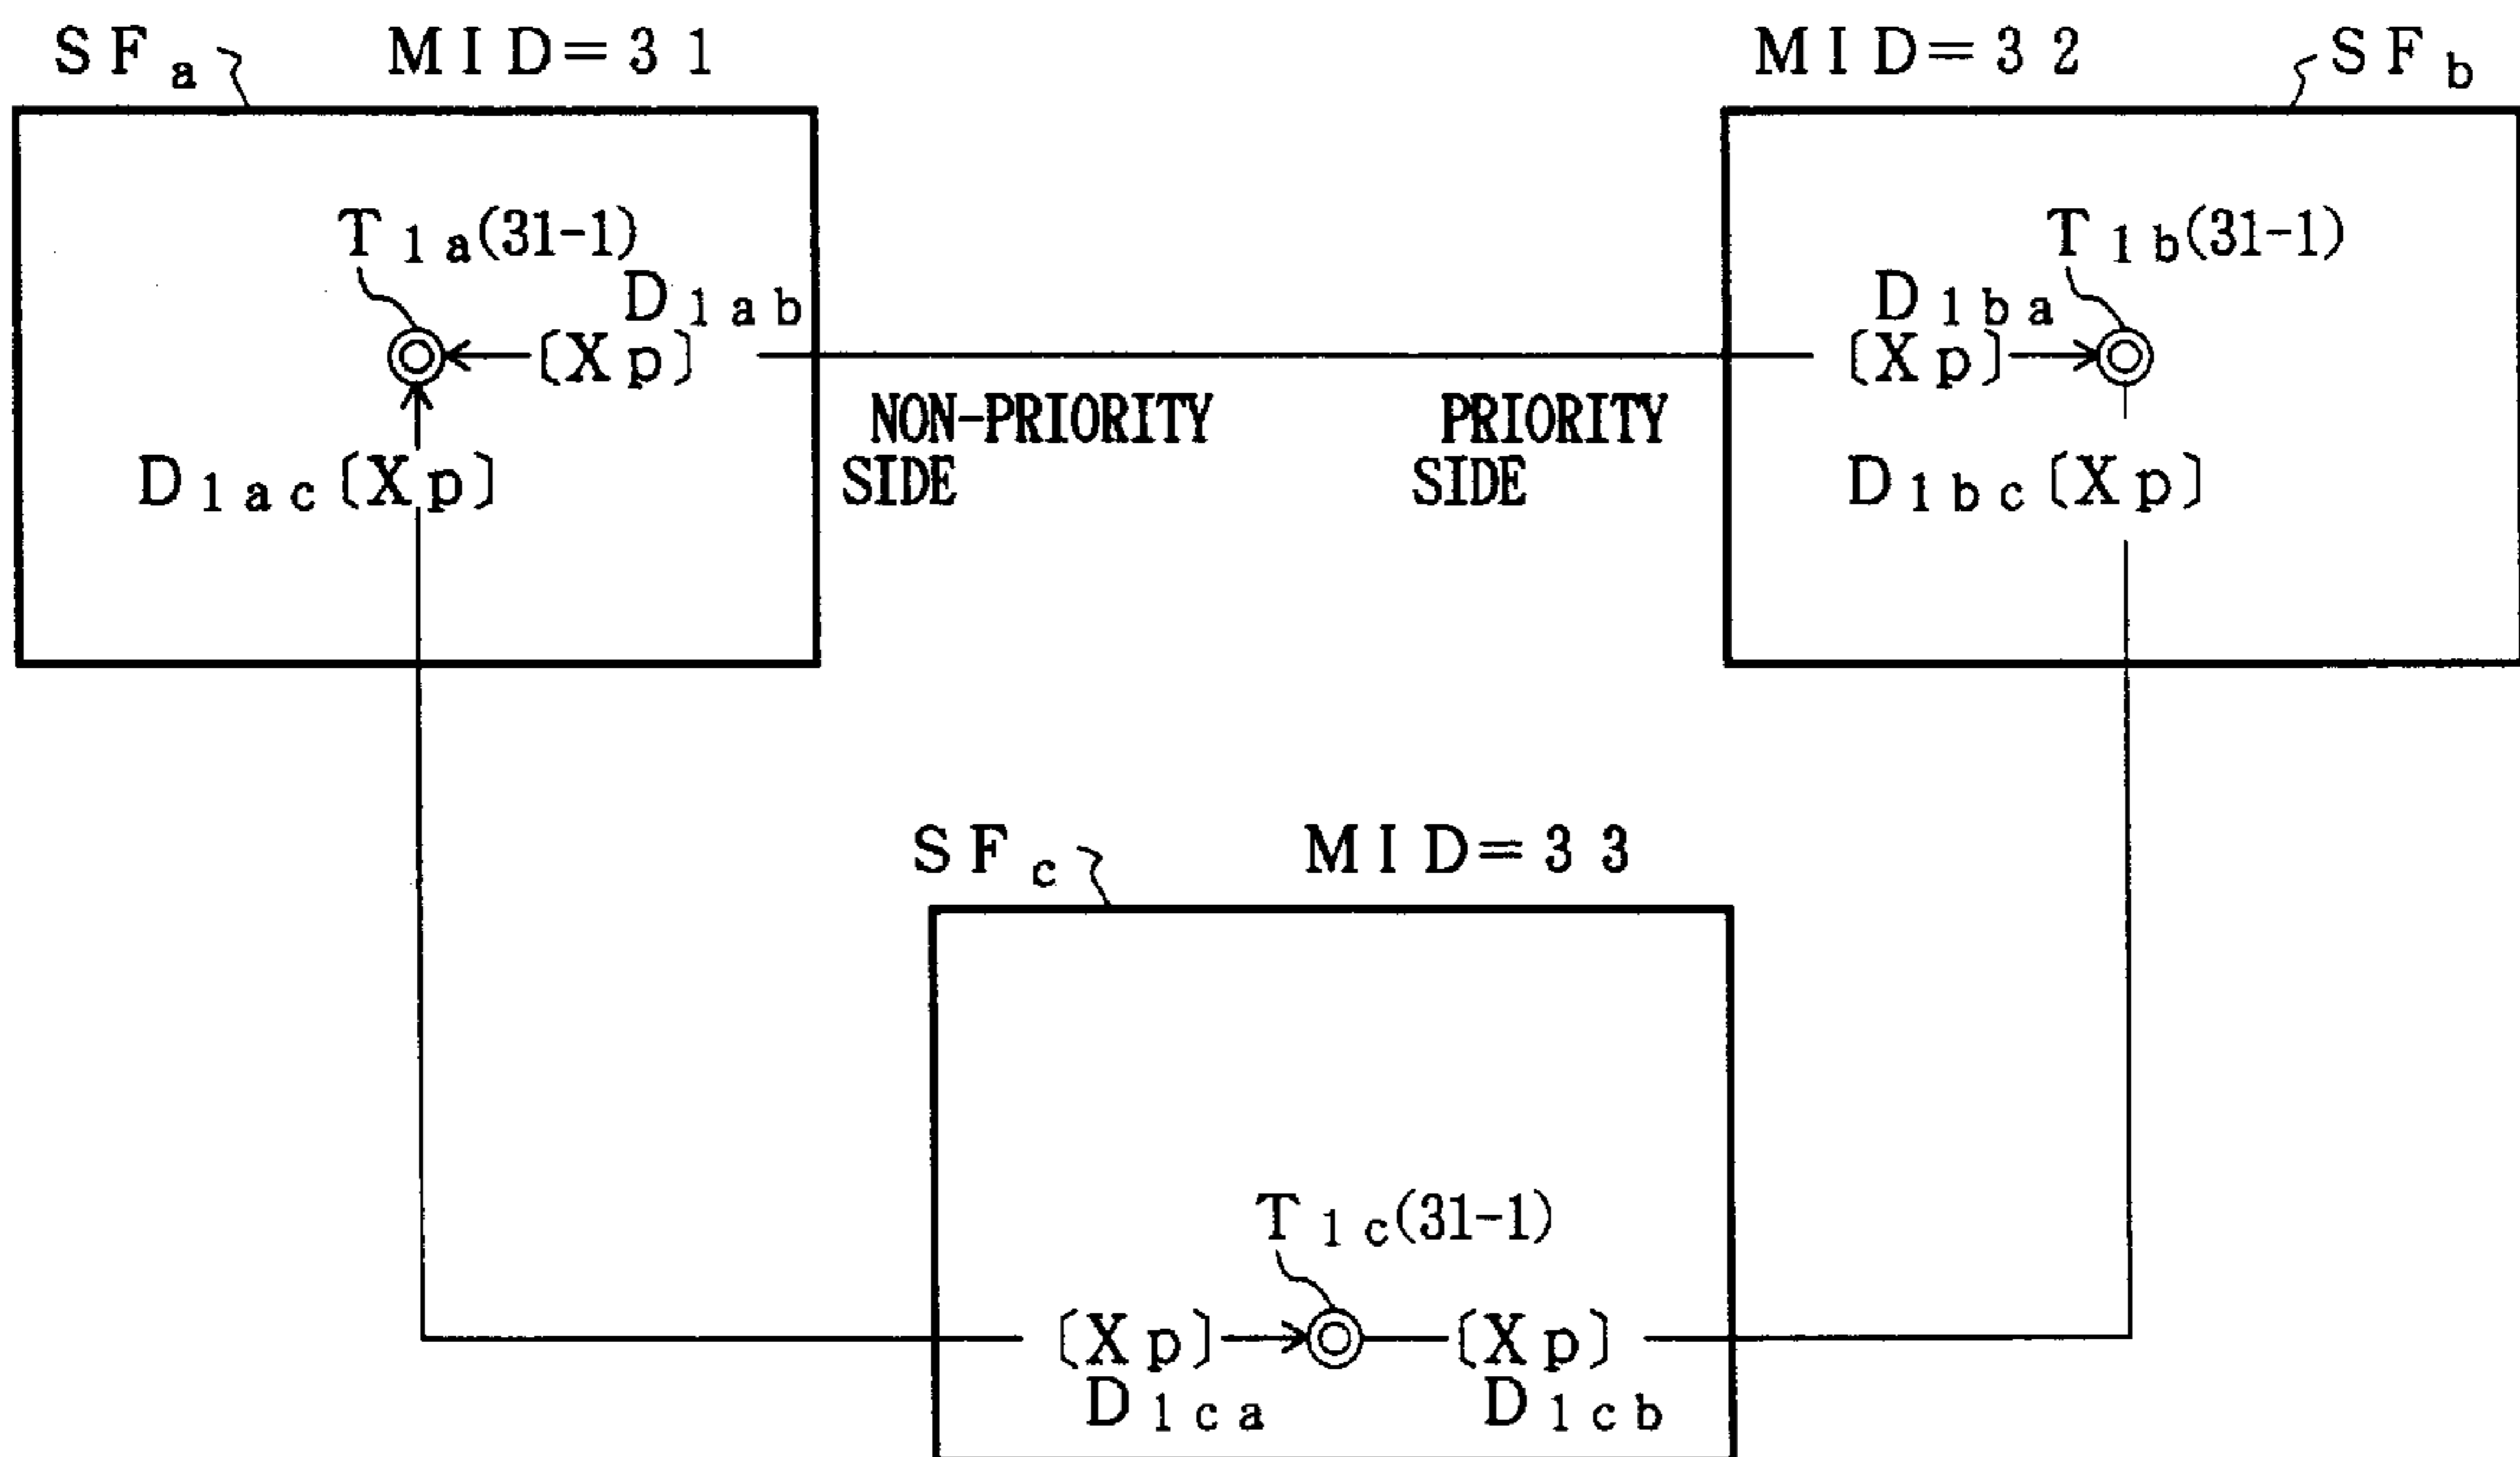 SFa MID=31
MID=32 SFb
T1a(31-1)
D1ab
〔Xp〕
D1ac〔Xp〕
NON-PRIORITY
SIDE
PRIORITY
SIDE
T1b(31-1)
D1ba
〔Xp〕
D1bc〔Xp〕
SFc MID=33
T1c(31-1)
〔Xp〕 〔Xp〕
D1ca D1cb